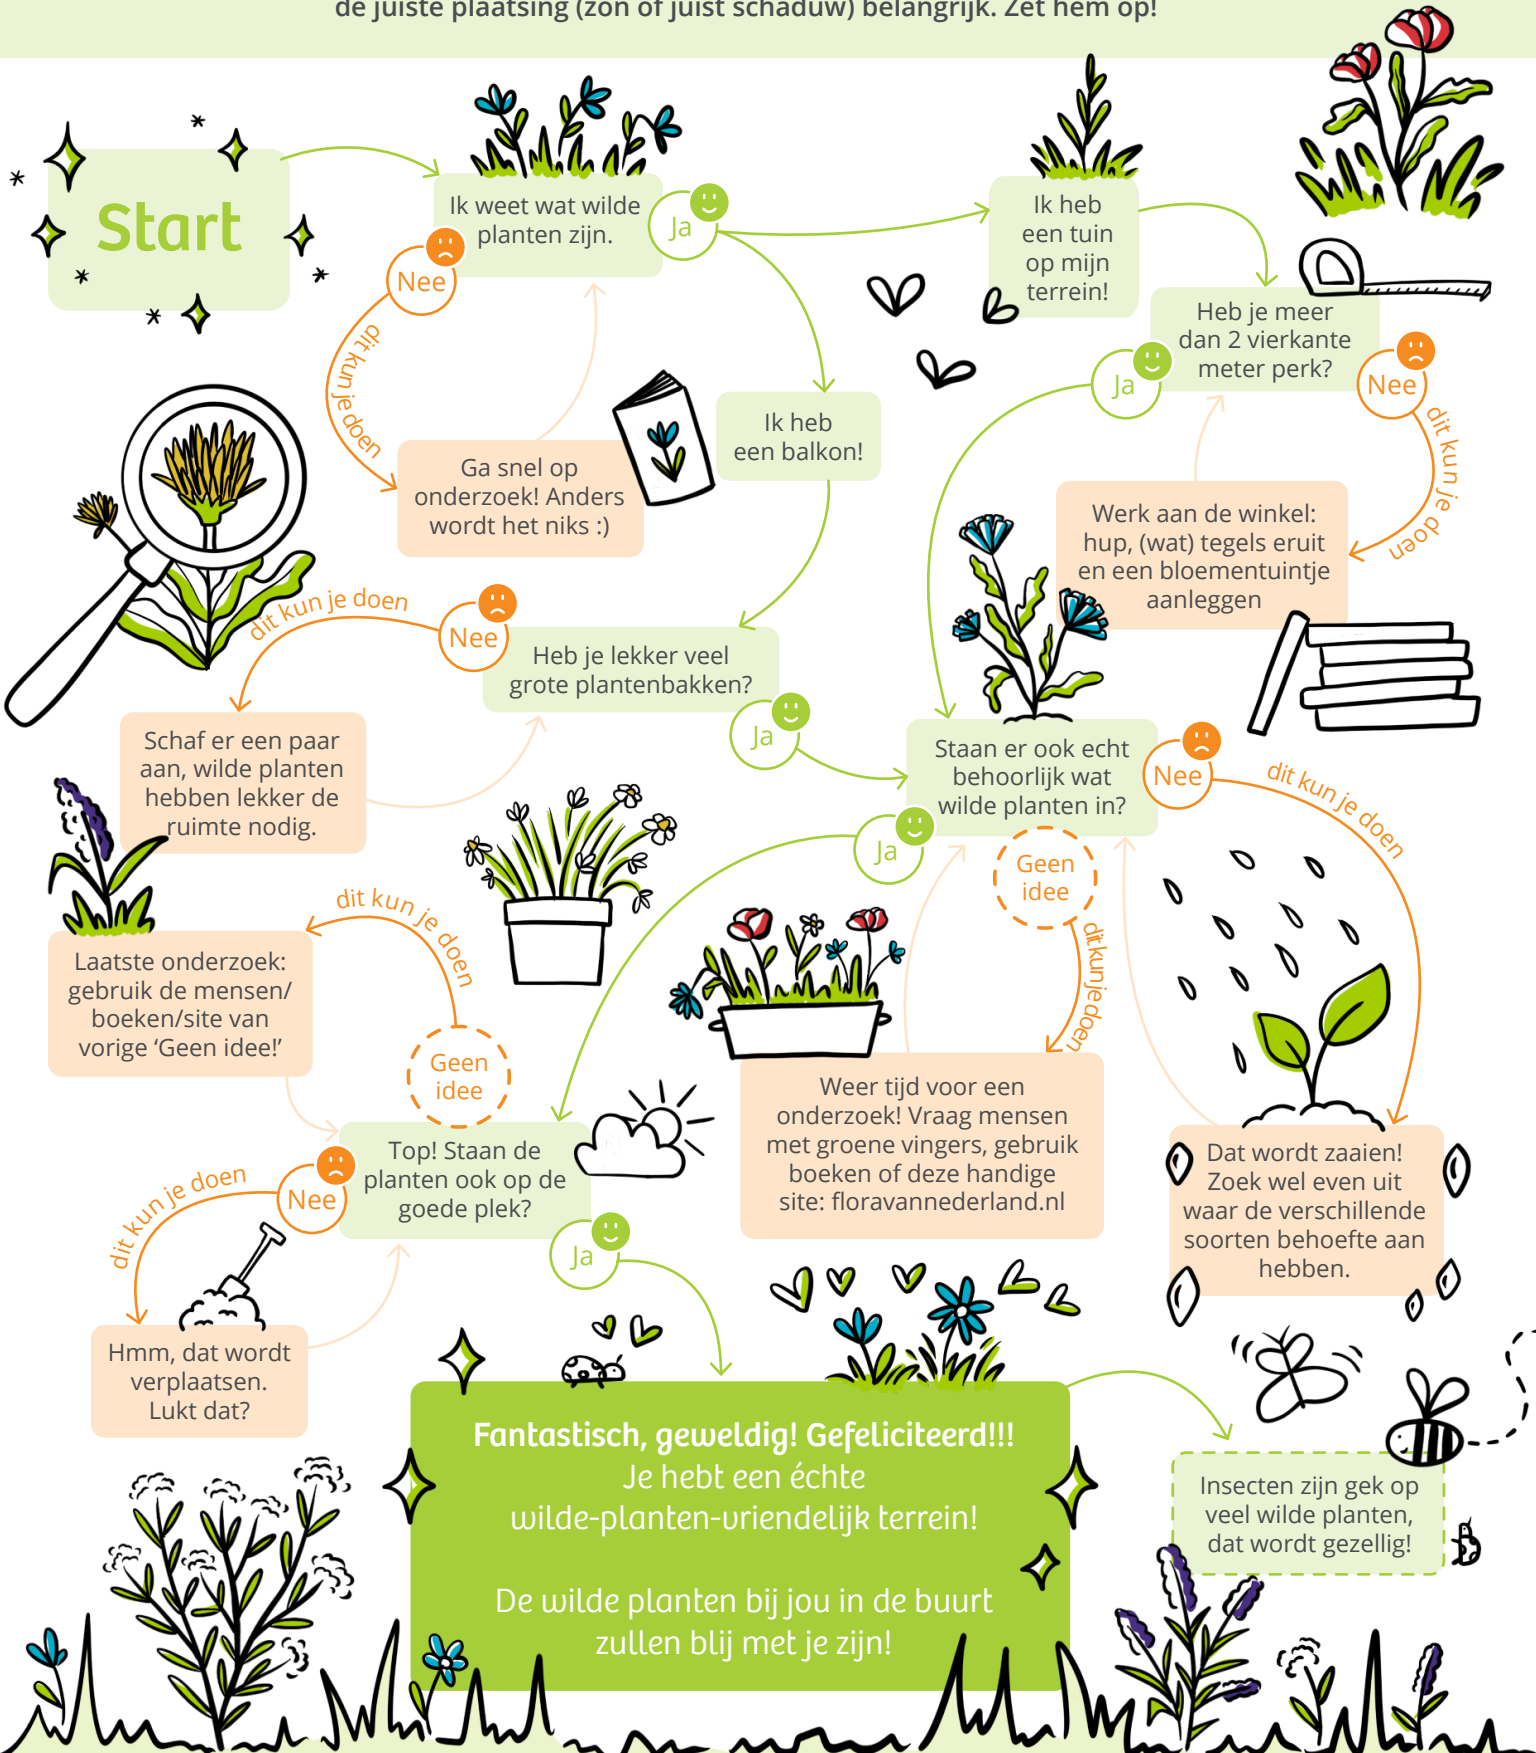 de juiste plaatsing (zon of juist schaduw) belangrijk. Zet hem op!
Start
Ik weet wat wilde
planten zijn.
Ja
Nee
dit kun je doen
Ga snel op
onderzoek! Anders
wordt het niks :)
Ik heb
een tuin
op mijn
terrein!
Heb je meer
dan 2 vierkante
meter perk?
Ja
Nee
dit kun je doen
Werk aan de winkel:
hup, (wat) tegels eruit
en een bloementuintje
aanleggen
Ik heb
een balkon!
Heb je lekker veel
grote plantenbakken?
Nee
dit kun je doen
Ja
Schaf er een paar
aan, wilde planten
hebben lekker de
ruimte nodig.
Staan er ook echt
behoorlijk wat
wilde planten in?
Nee
dit kun je doen
Ja
Geen
idee
dit kun je doen
Weer tijd voor een
onderzoek! Vraag mensen
met groene vingers, gebruik
boeken of deze handige
site: floravannederland.nl
Dat wordt zaaien!
Zoek wel even uit
waar de verschillende
soorten behoefte aan
hebben.
Laatste onderzoek:
gebruik de mensen/
boeken/site van
vorige ‘Geen idee!’
dit kun je doen
Geen
idee
Top! Staan de
planten ook op de
goede plek?
Nee
dit kun je doen
Ja
Hmm, dat wordt
verplaatsen.
Lukt dat?
Fantastisch, geweldig! Gefeliciteerd!!!
Je hebt een échte
wilde-planten-vriendelijk terrein!
De wilde planten bij jou in de buurt
zullen blij met je zijn!
Insecten zijn gek op
veel wilde planten,
dat wordt gezellig!